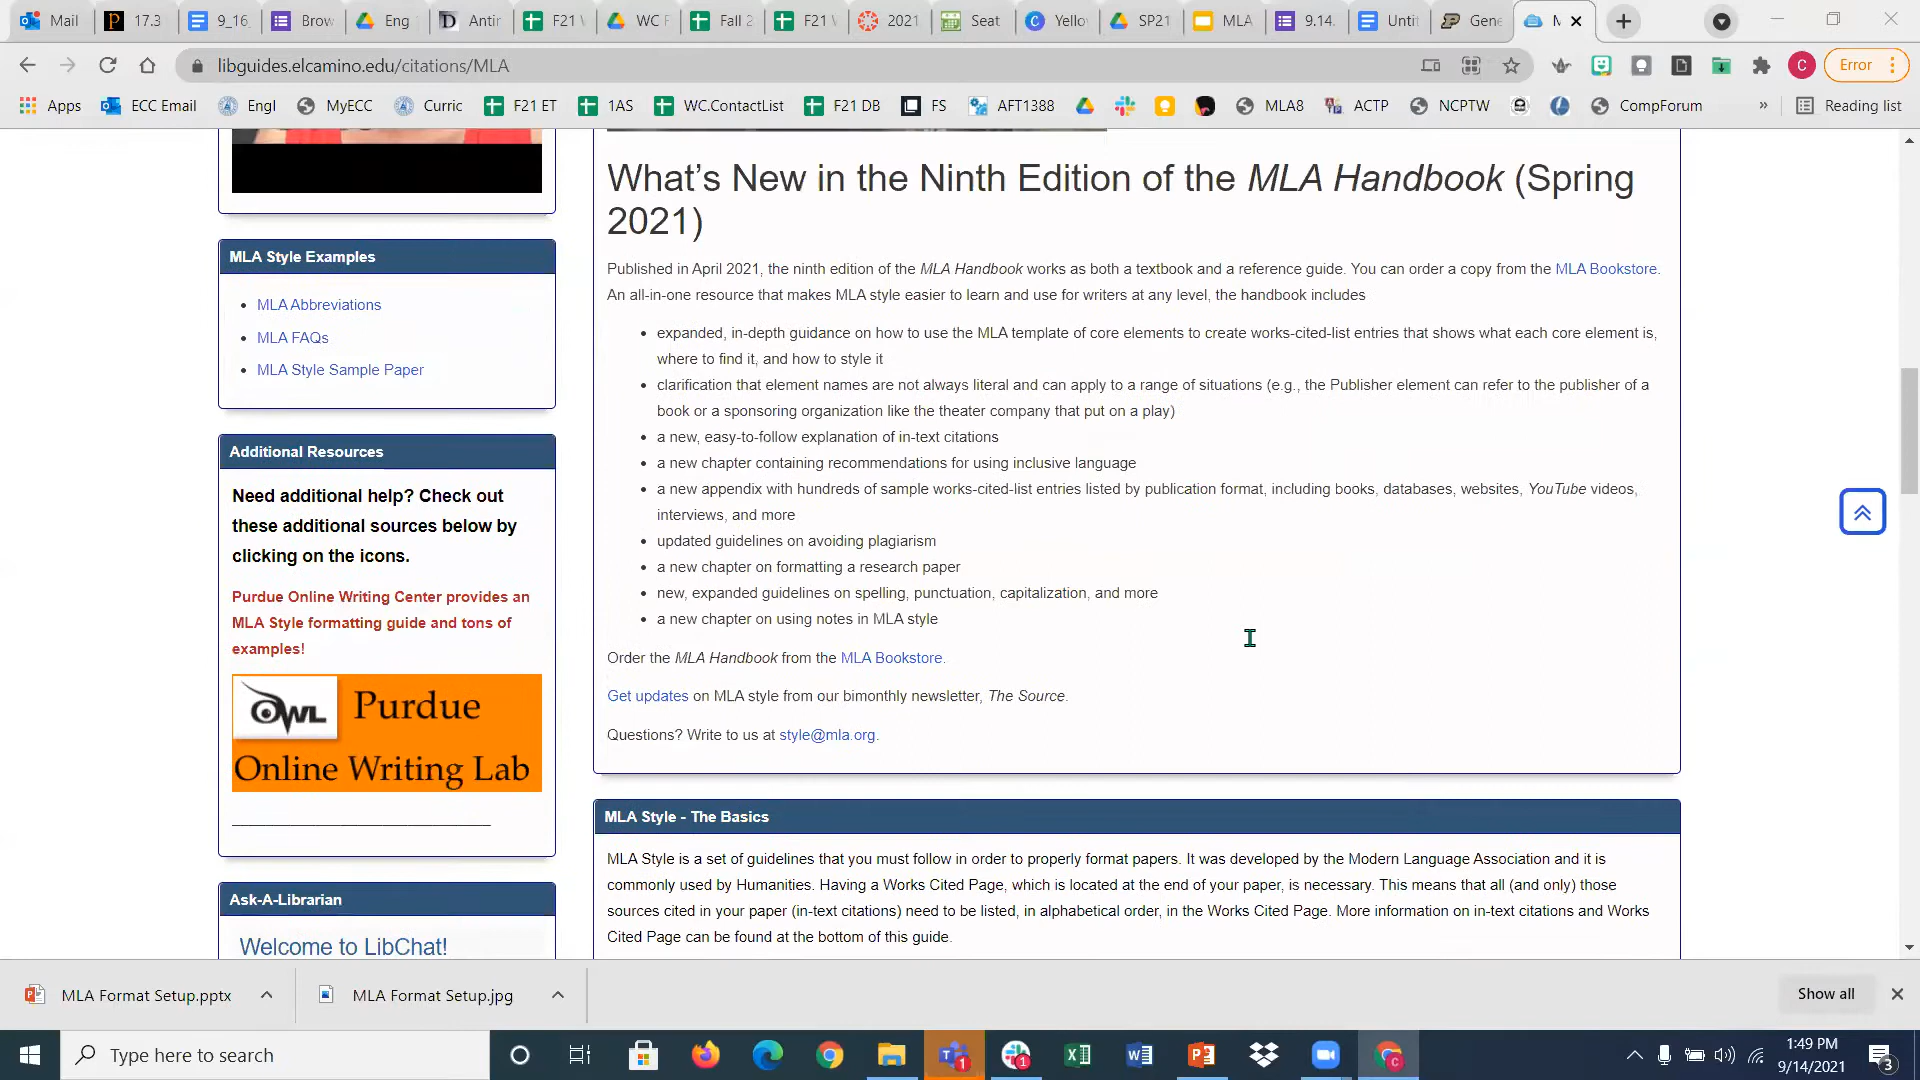 Mail 17.3 9_16 Brow Eng Antir F21 V WC F Fall 2 F21 V 2021 Seat Yello SP21 MLA 9.14. Unti Gene M
libguides.elcamino.edu/citations/MLA C Error
Apps ECC Email Engl MyECC Curric F21 ET 1AS WC.ContactList F21 DB FS AFT1388 MLA8 ACTP NCPTW CompForum » Reading list
What's New in the Ninth Edition of the MLA Handbook (Spring
2021)
Published in April 2021, the ninth edition of the MLA Handbook works as both a textbook and a reference guide. You can order a copy from the MLA Bookstore.
An all-in-one resource that makes MLA style easier to learn and use for writers at any level, the handbook includes
• expanded, in-depth guidance on how to use the MLA template of core elements to create works-cited-list entries that shows what each core element is,
where to find it, and how to style it
• clarification that element names are not always literal and can apply to a range of situations (e.g., the Publisher element can refer to the publisher of a
book or a sponsoring organization like the theater company that put on a play)
• a new, easy-to-follow explanation of in-text citations
• a new chapter containing recommendations for using inclusive language
• a new appendix with hundreds of sample works-cited-list entries listed by publication format, including books, databases, websites, YouTube videos,
interviews, and more
• updated guidelines on avoiding plagiarism
• a new chapter on formatting a research paper
• new, expanded guidelines on spelling, punctuation, capitalization, and more
• a new chapter on using notes in MLA style
Order the MLA Handbook from the MLA Bookstore.
Get updates on MLA style from our bimonthly newsletter, The Source.
Questions? Write to us at style@mla.org.
MLA Style - The Basics
MLA Style is a set of guidelines that you must follow in order to properly format papers. It was developed by the Modern Language Association and it is
commonly used by Humanities. Having a Works Cited Page, which is located at the end of your paper, is necessary. This means that all (and only) those
sources cited in your paper (in-text citations) need to be listed, in alphabetical order, in the Works Cited Page. More information on in-text citations and Works
Cited Page can be found at the bottom of this guide.
MLA Style Examples
• MLA Abbreviations
• MLA FAQs
• MLA Style Sample Paper
Additional Resources
Need additional help? Check out
these additional sources below by
clicking on the icons.
Purdue Online Writing Center provides an
MLA Style formatting guide and tons of
examples!
OWL Purdue
Online Writing Lab
Ask-A-Librarian
Welcome to LibChat!
MLA Format Setup.pptx MLA Format Setup.jpg Show all
Type here to search
1:49 PM
9/14/2021
3